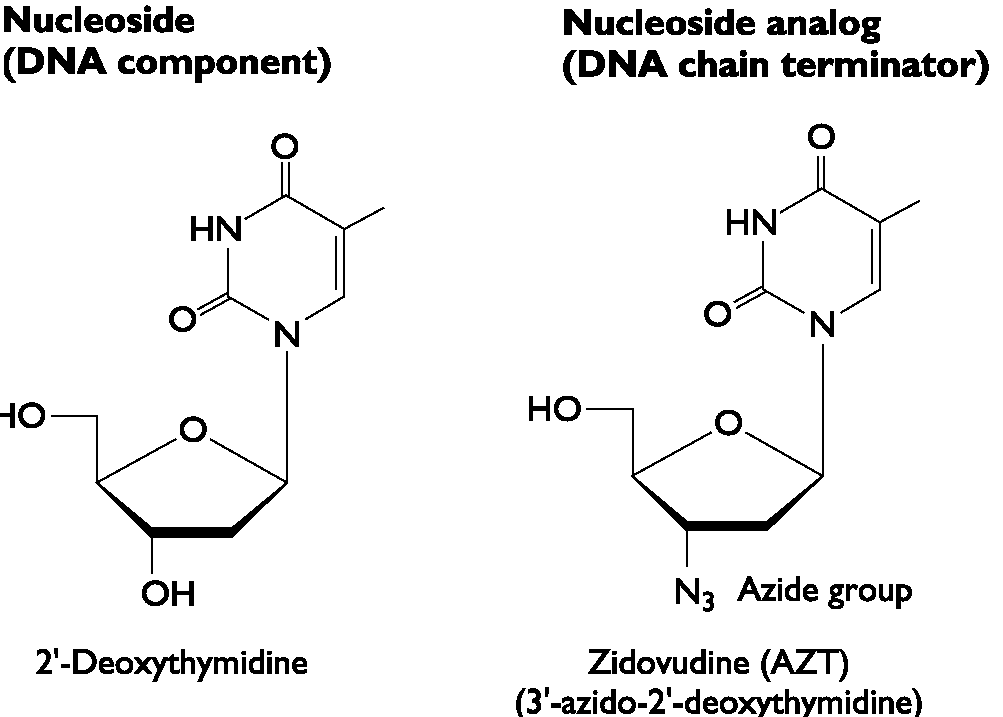 Nucleoside
(DNA component)
Nucleoside analog
(DNA chain terminator)
O
HN
O
N
HO
O
OH
2'-Deoxythymidine
O
HN
O
N
HO
O
N3 Azide group
Zidovudine (AZT)
(3'-azido-2'-deoxythymidine)